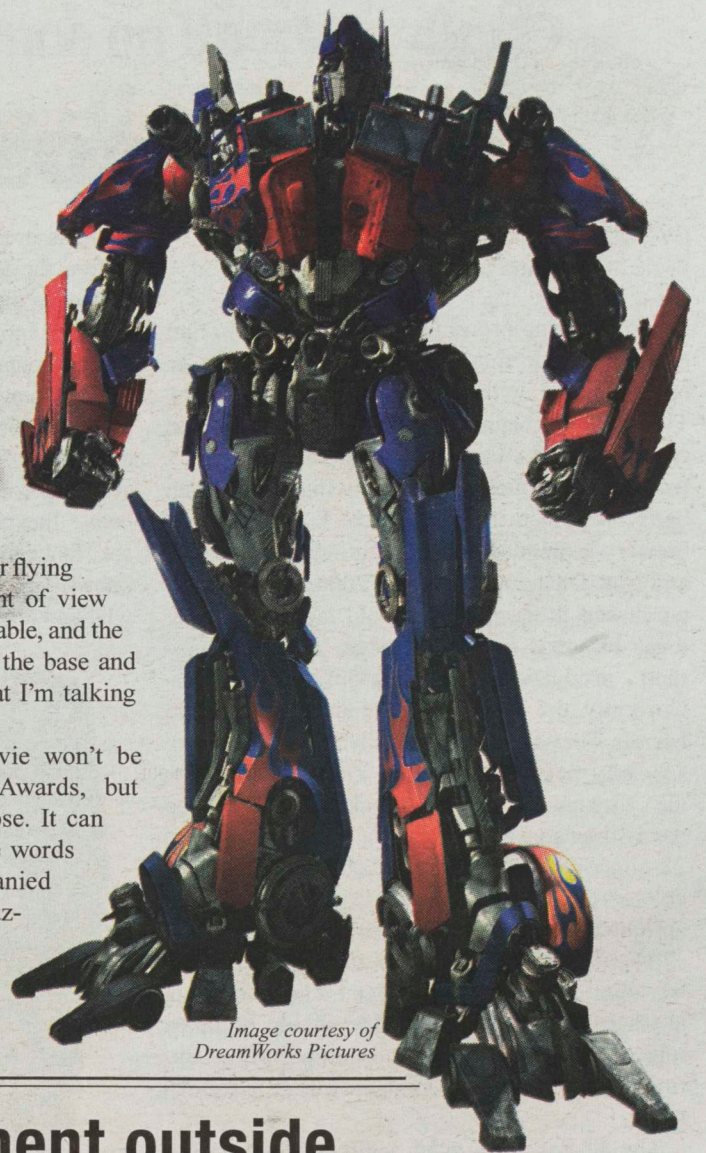 r flying
nt of view
able, and the
the base and
at I'm talking
vie won't be
Awards, but
ose. It can
e words
anied
z-
Image courtesy of
DreamWorks Pictures
nent outside